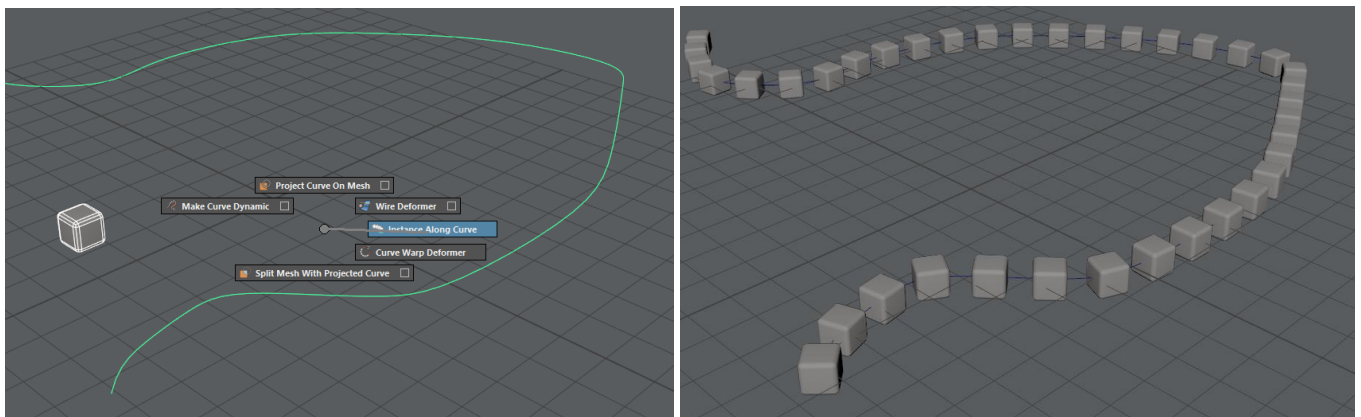 Project Curve On Mesh
Make Curve Dynamic
Wire Deformer
Instance Along Curve
Curve Warp Deformer
Split Mesh With Projected Curve